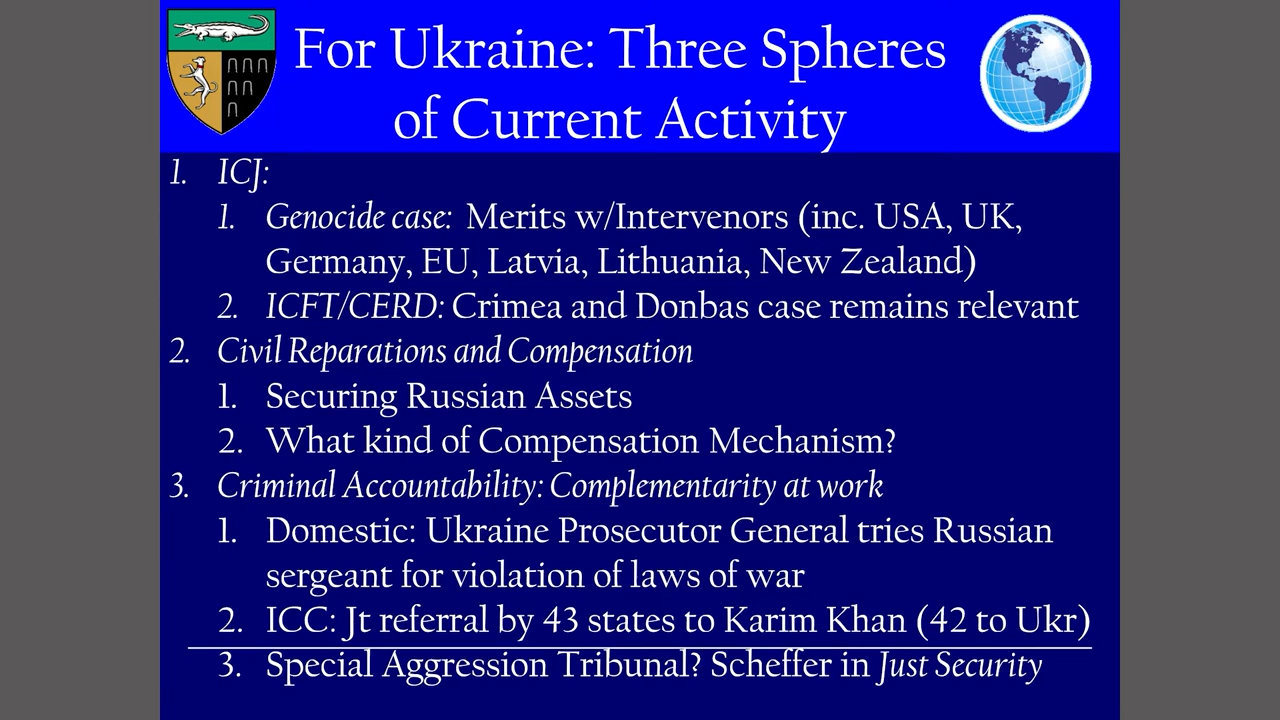 For Ukraine: Three Spheres
of Current Activity
1. ICJ:
1. Genocide case: Merits w/Intervenors (inc. USA, UK,
Germany, EU, Latvia, Lithuania, New Zealand)
2. ICFT/CERD: Crimea and Donbas case remains relevant
2. Civil Reparations and Compensation
1. Securing Russian Assets
2. What kind of Compensation Mechanism?
3. Criminal Accountability: Complementarity at work
1. Domestic: Ukraine Prosecutor General tries Russian
sergeant for violation of laws of war
2. ICC: Jt referral by 43 states to Karim Khan (42 to Ukr)
3. Special Aggression Tribunal? Scheffer in Just Security